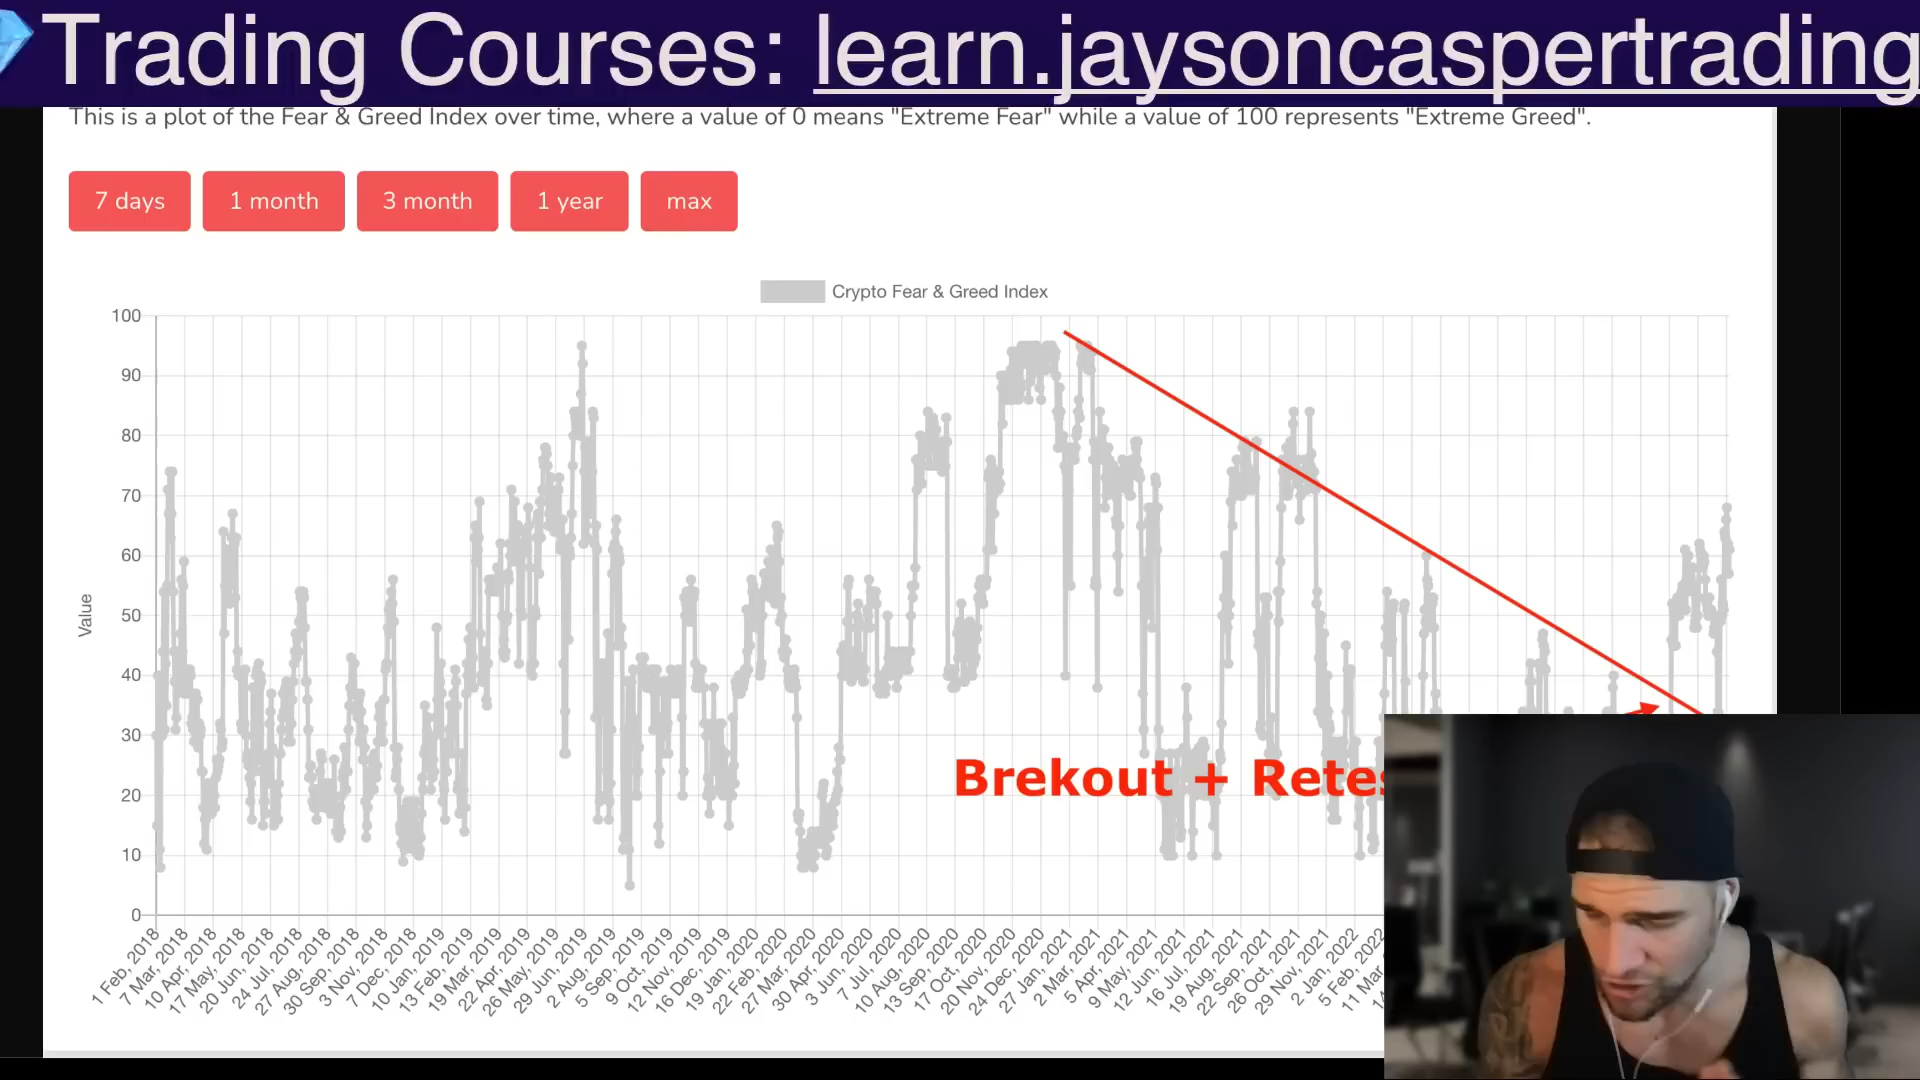 Trading Courses: learn.jaysoncaspertrading
This is a plot of the Fear & Greed Index over time, where a value of 0 means "Extreme Fear" while a value of 100 represents "Extreme Greed".
7 days
1 month
3 month
1 year
max
Crypto Fear & Greed Index
100
90
80
70
60
50
40
30
20
10
0
Value
Brekout + Retes
1 Feb, 2018
7 Mar, 2018
10 Apr, 2018
17 May, 2018
20 Jun, 2018
24 Jul, 2018
27 Aug, 2018
30 Sep, 2018
3 Nov, 2018
7 Dec, 2018
10 Jan, 2019
13 Feb, 2019
19 Mar, 2019
22 Apr, 2019
26 May, 2019
29 Jun, 2019
2 Aug, 2019
5 Sep, 2019
9 Oct, 2019
12 Nov, 2019
16 Dec, 2019
19 Jan, 2020
22 Feb, 2020
27 Mar, 2020
30 Apr, 2020
3 Jun, 2020
7 Jul, 2020
10 Aug, 2020
13 Sep, 2020
17 Oct, 2020
20 Nov, 2020
24 Dec, 2020
27 Jan, 2021
2 Mar, 2021
5 Apr, 2021
9 May, 2021
12 Jun, 2021
16 Jul, 2021
19 Aug, 2021
22 Sep, 2021
26 Oct, 2021
29 Nov, 2021
2 Jan, 2022
5 Feb, 2022
11 Mar,